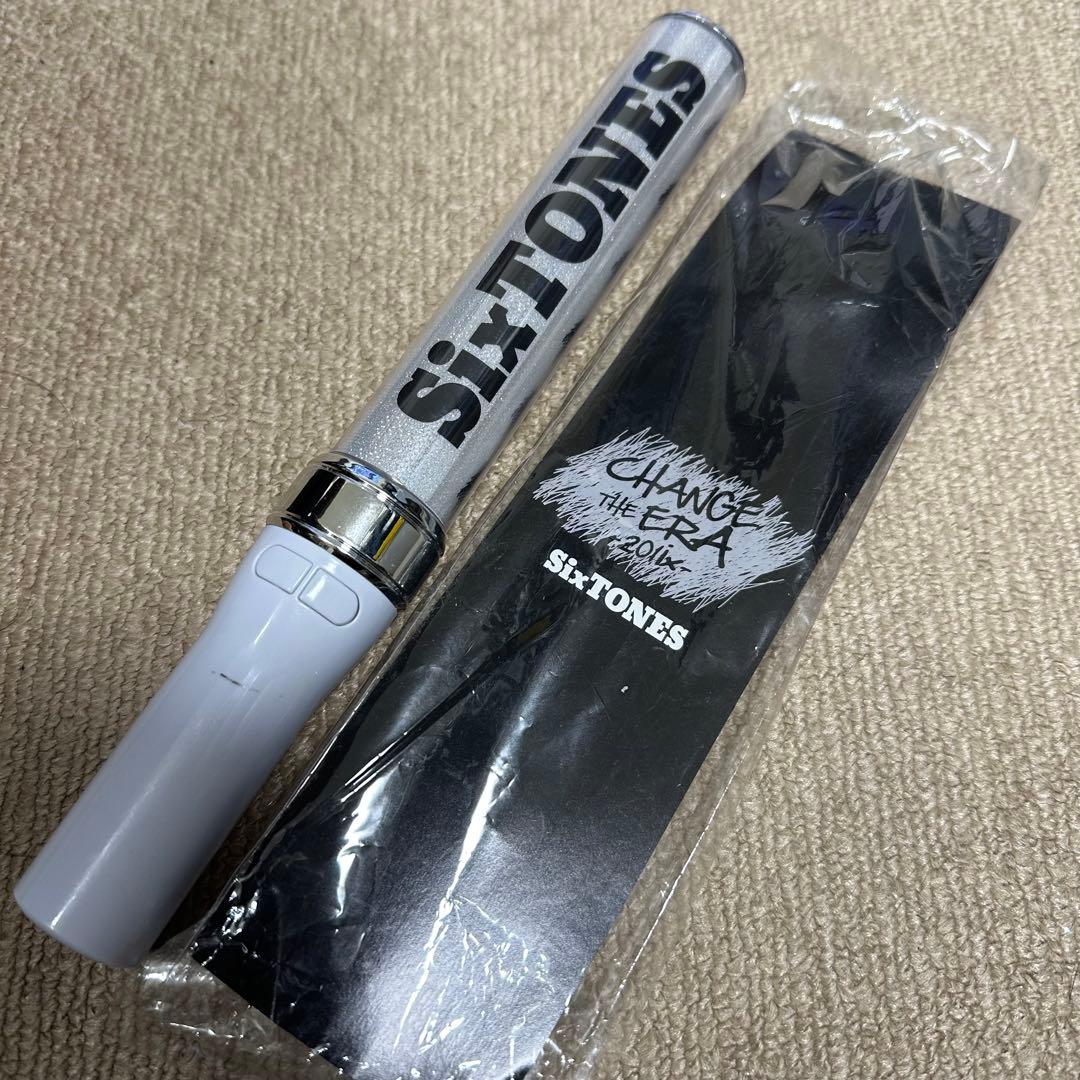 SixTONES
CHANGE
THE ERA
-201ix-
SixTONES